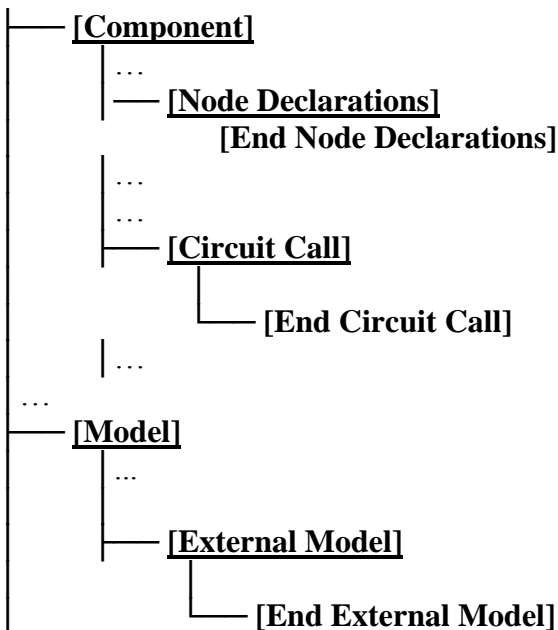 [Component]
...
[Node Declarations]
[End Node Declarations]
...
...
[Circuit Call]
[End Circuit Call]
...
...
[Model]
...
[External Model]
[End External Model]